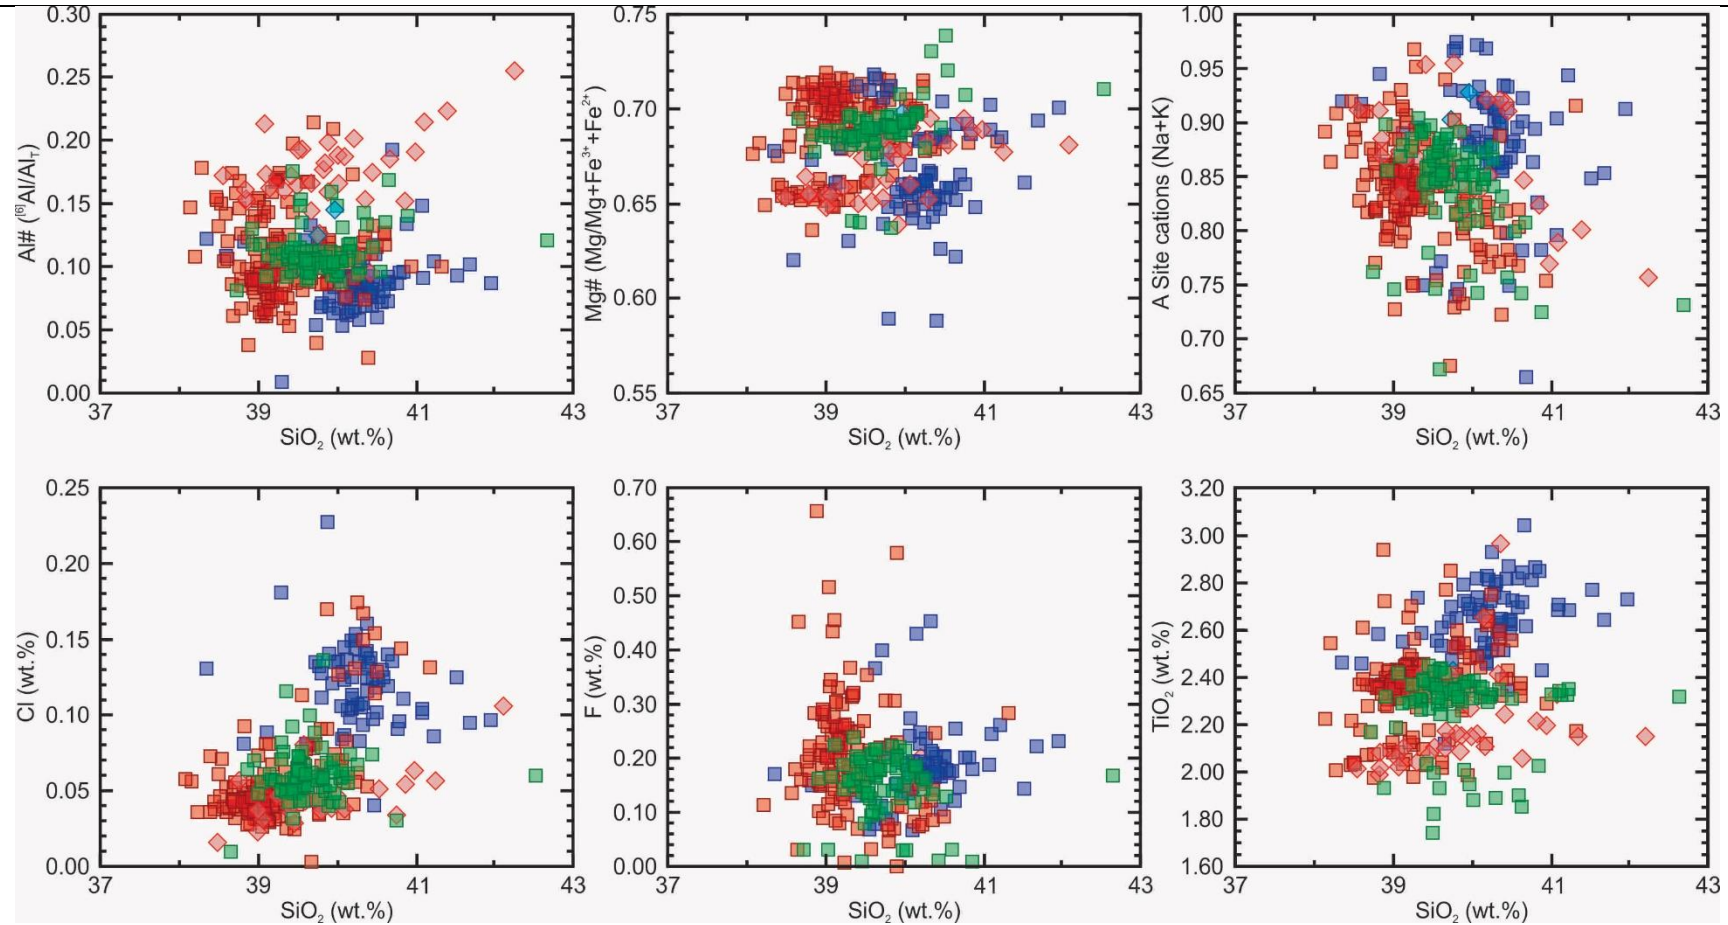 0.30
0.25
0.20
0.15
0.10
0.05
0.00
Al# ([6]Al/AlT)
37 39 41 43
SiO2 (wt.%)
0.75
0.70
0.65
0.60
0.55
Mg# (Mg/Mg+Fe3++Fe2+)
37 39 41 43
SiO2 (wt.%)
1.00
0.95
0.90
0.85
0.80
0.75
0.70
0.65
A Site cations (Na+K)
37 39 41 43
SiO2 (wt.%)
0.25
0.20
0.15
0.10
0.05
0.00
Cl (wt.%)
37 39 41 43
SiO2 (wt.%)
0.70
0.60
0.50
0.40
0.30
0.20
0.10
0.00
F (wt.%)
37 39 41 43
SiO2 (wt.%)
3.20
3.00
2.80
2.60
2.40
2.20
2.00
1.80
1.60
TiO2 (wt.%)
37 39 41 43
SiO2 (wt.%)